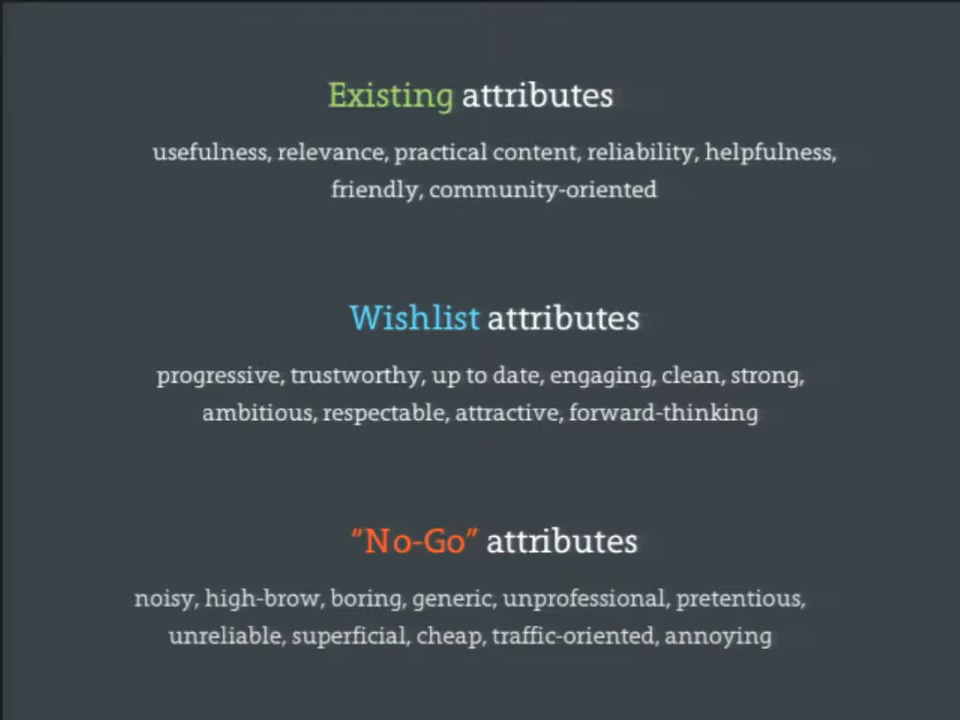 Existing attributes
usefulness, relevance, practical content, reliability, helpfulness,
friendly, community-oriented
Wishlist attributes
progressive, trustworthy, up to date, engaging, clean, strong,
ambitious, respectable, attractive, forward-thinking
“No-Go” attributes
noisy, high-brow, boring, generic, unprofessional, pretentious,
unreliable, superficial, cheap, traffic-oriented, annoying